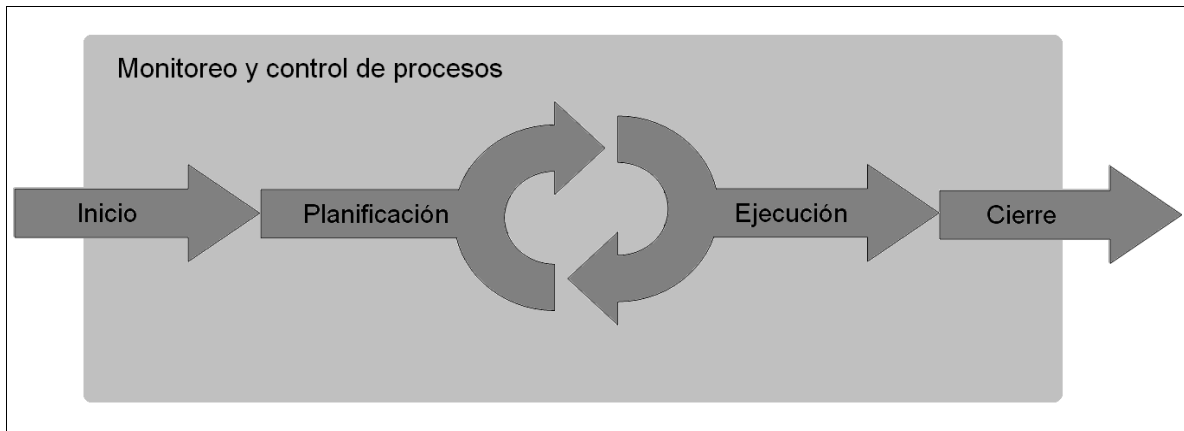 Monitoreo y control de procesos
Inicio
Planificación
Ejecución
Cierre